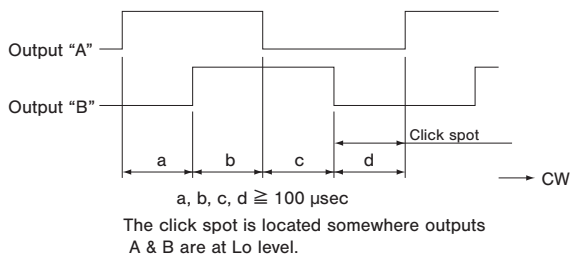 Output “A”
Output “B”
Click spot
a b c d
CW
a, b, c, d ≧ 100 μsec
The click spot is located somewhere outputs
A & B are at Lo level.